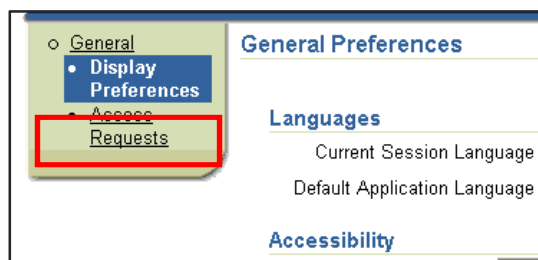 General
General Preferences
Display
Preferences
Access
Requests
Languages
Current Session Language
Default Application Language
Accessibility